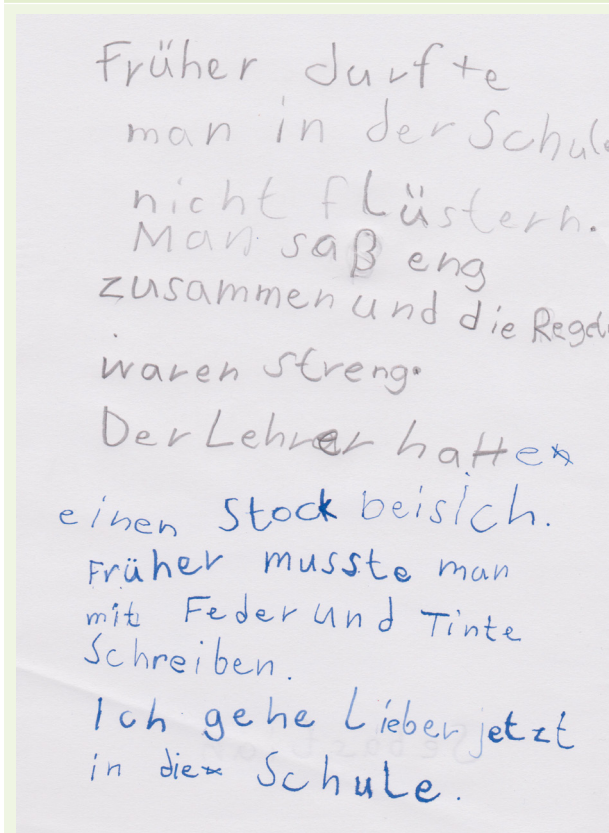 Früher durfte
man in der Schule
nicht flüstern.
Man saß eng
zusammen und die Regeln
waren streng.
Der Lehrer hatte
einen Stock bei sich.
Früher musste man
mit Feder und Tinte
Schreiben.
Ich gehe Lieber jetzt
in die Schule.